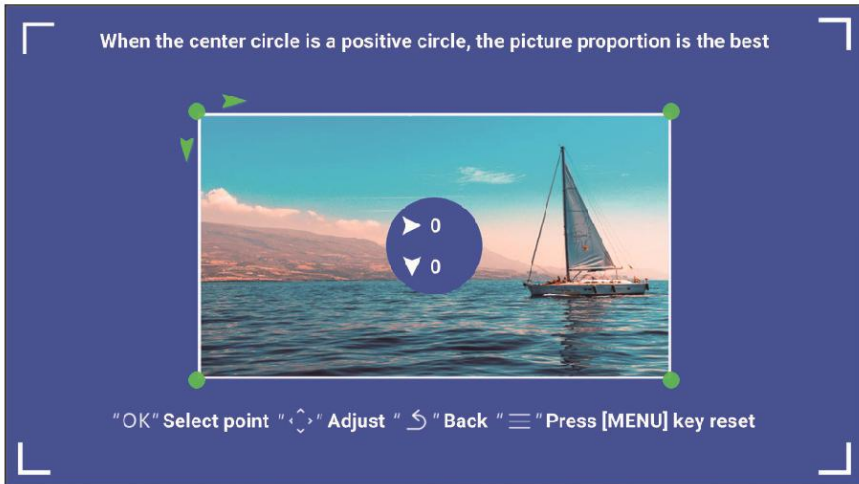 When the center circle is a positive circle, the picture proportion is the best
0
0
"OK" Select point " " Adjust " " Back " " Press [MENU] key reset